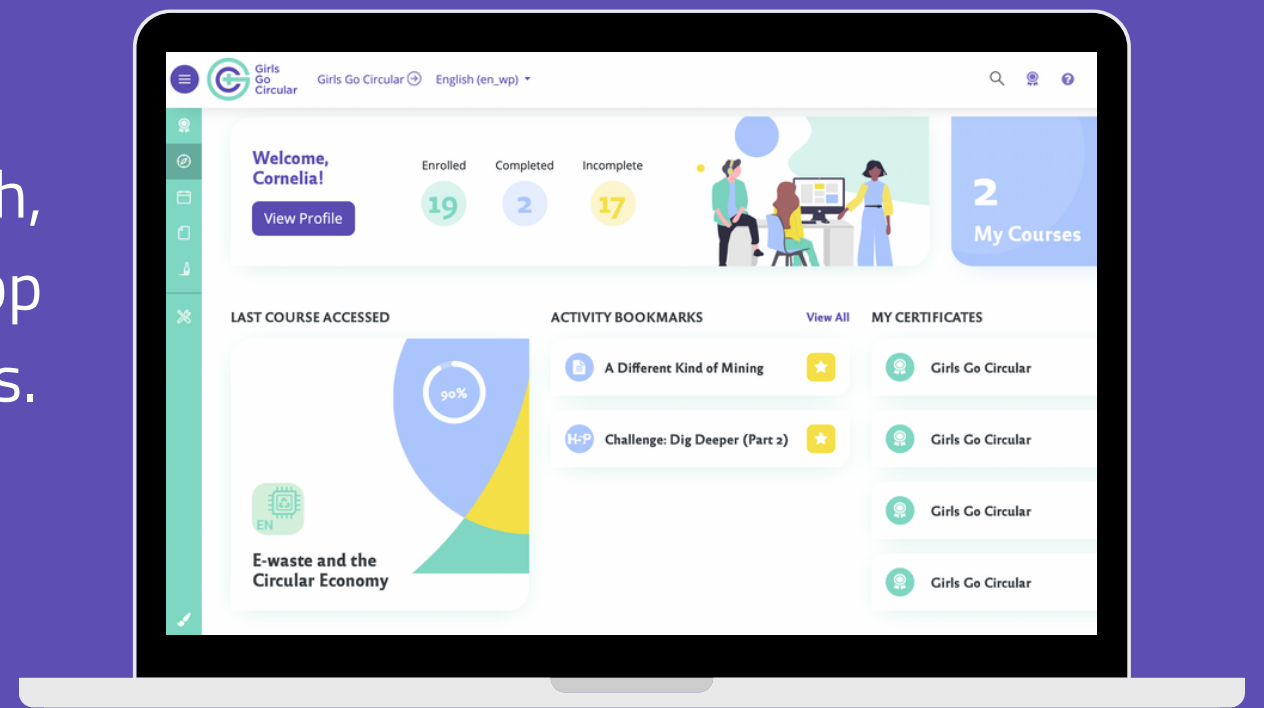 h,
op
s.
Girls
Go
Circular
Girls Go Circular
English (en_wp)
Welcome,
Cornelia!
View Profile
Enrolled
Completed
Incomplete
19
2
17
2
My Courses
LAST COURSE ACCESSED
90%
EN
E-waste and the
Circular Economy
ACTIVITY BOOKMARKS
View All
A Different Kind of Mining
H-P
Challenge: Dig Deeper (Part 2)
MY CERTIFICATES
Girls Go Circular
Girls Go Circular
Girls Go Circular
Girls Go Circular